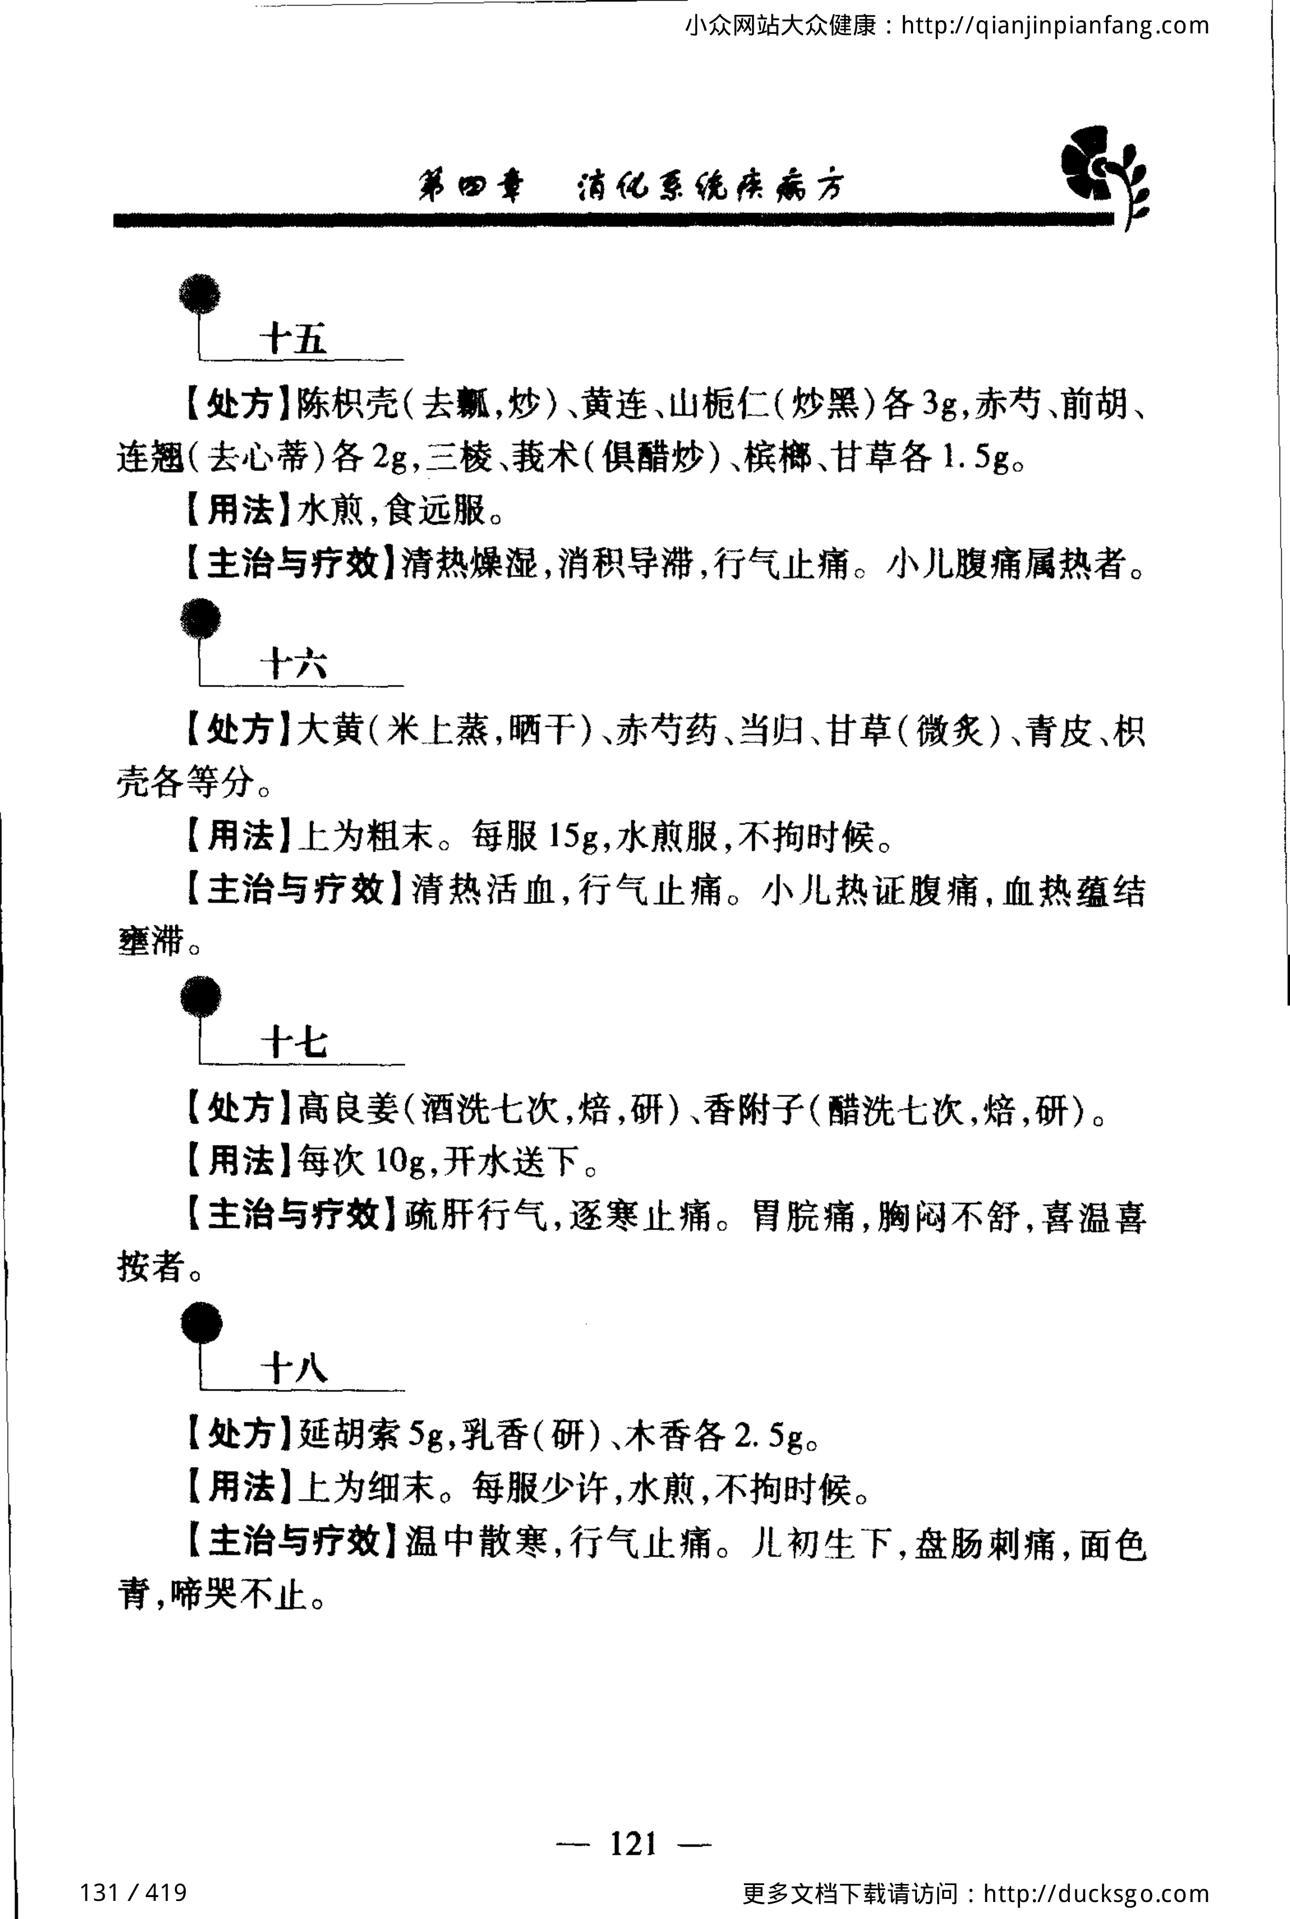 小众网站大众健康：http://qianjinpianfang.com
第四章 消化系统疾病方
十五
【处方】陈枳壳(去瓤,炒)、黄连、山栀仁(炒黑)各3g,赤芍、前胡、
连翘(去心蒂)各2g,三棱、莪术(俱醋炒)、槟榔、甘草各1.5g。
【用法】水煎,食远服。
【主治与疗效】清热燥湿,消积导滞,行气止痛。小儿腹痛属热者。
十六
【处方】大黄(米上蒸,晒干)、赤芍药、当归、甘草(微炙)、青皮、枳
壳各等分。
【用法】上为粗末。每服15g,水煎服,不拘时候。
【主治与疗效】清热活血,行气止痛。小儿热证腹痛,血热蕴结
壅滞。
十七
【处方】高良姜(酒洗七次,焙,研)、香附子(醋洗七次,焙,研)。
【用法】每次10g,开水送下。
【主治与疗效】疏肝行气,逐寒止痛。胃脘痛,胸闷不舒,喜温喜
按者。
十八
【处方】延胡索5g,乳香(研)、木香各2.5g。
【用法】上为细末。每服少许,水煎,不拘时候。
【主治与疗效】温中散寒,行气止痛。儿初生下,盘肠刺痛,面色
青,啼哭不止。
— 121 —
131 / 419
更多文档下载请访问：http://ducksgo.com